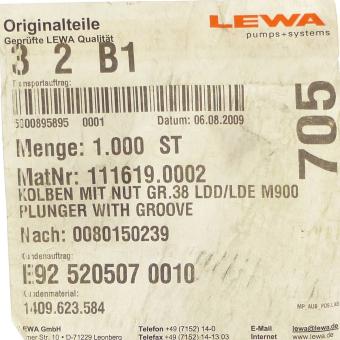 Originalteile
Geprüfte LEWA Qualität
LEWA
pumps+systems
3 2 B1
Transportauftrag:
5000895895 0001 Datum: 06.08.2009
Menge: 1.000 ST
MatNr: 111619.0002
KOLBEN MIT NUT GR.38 LDD/LDE M900
PLUNGER WITH GROOVE
Nach: 0080150239
Kundenauftrag:
E92 520507 0010
Kundenmaterial:
1409.623.584
705
MP_AUB_POS.LAS
LEWA GmbH Telefon +49 (7152) 14-0 E-Mail lewa@lewa.de
mer Str. 10 · D-71229 Leonberg Telefax +49 (7152) 14-13 03 Internet www.lewa.de